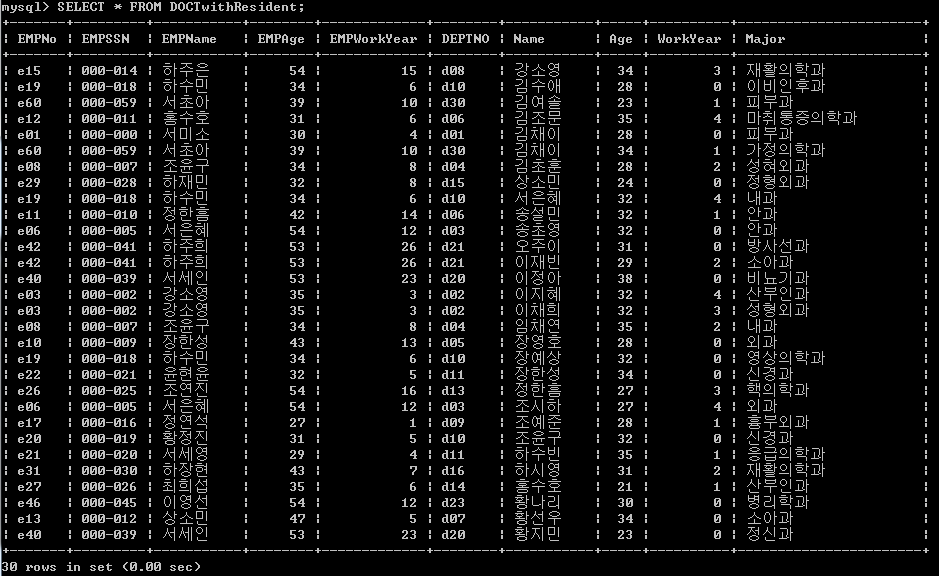 mysql> SELECT * FROM DOCTwithResident;
| EMPNo | EMPSSN | EMPName | EMPAge | EMPWorkYear | DEPTNO | Name | Age | WorkYear | Major |
| e15 | 000-014 | 하주은 | 54 | 15 | d08 | 강소영 | 34 | 3 | 재활의학과
| e19 | 000-018 | 하수민 | 34 | 6 | d10 | 김수애 | 28 | 0 | 이비인후과
| e60 | 000-059 | 서초아 | 39 | 10 | d30 | 김여솔 | 23 | 1 | 피부과
| e12 | 000-011 | 홍수호 | 31 | 6 | d06 | 김조문 | 35 | 4 | 마취통증의학과
| e01 | 000-000 | 서미소 | 30 | 4 | d01 | 김채이 | 28 | 0 | 피부과
| e60 | 000-059 | 서초아 | 39 | 10 | d30 | 김채이 | 34 | 1 | 가정의학과
| e08 | 000-007 | 조윤구 | 34 | 8 | d04 | 김초훈 | 28 | 2 | 성혀외과
| e29 | 000-028 | 하재민 | 32 | 8 | d15 | 상소민 | 24 | 0 | 정형외과
| e19 | 000-018 | 하수민 | 34 | 6 | d10 | 서은혜 | 32 | 4 | 내과
| e11 | 000-010 | 정한흠 | 42 | 14 | d06 | 송설민 | 32 | 1 | 안과
| e06 | 000-005 | 서은혜 | 54 | 12 | d03 | 송초영 | 32 | 0 | 안과
| e42 | 000-041 | 하주희 | 53 | 26 | d21 | 오주이 | 31 | 0 | 방사선과
| e42 | 000-041 | 하주희 | 53 | 26 | d21 | 이재빈 | 29 | 2 | 소아과
| e40 | 000-039 | 서세인 | 53 | 23 | d20 | 이정아 | 38 | 0 | 비뇨기과
| e03 | 000-002 | 강소영 | 35 | 3 | d02 | 이지혜 | 32 | 4 | 산부인과
| e03 | 000-002 | 강소영 | 35 | 3 | d02 | 이채희 | 32 | 3 | 성형외과
| e08 | 000-007 | 조윤구 | 34 | 8 | d04 | 임채연 | 35 | 2 | 내과
| e10 | 000-009 | 장한성 | 43 | 13 | d05 | 장영호 | 28 | 0 | 외과
| e19 | 000-018 | 하수민 | 34 | 6 | d10 | 장예상 | 32 | 0 | 영상의학과
| e22 | 000-021 | 윤현윤 | 32 | 5 | d11 | 장한성 | 34 | 0 | 신경과
| e26 | 000-025 | 조연진 | 54 | 16 | d13 | 정한흠 | 27 | 3 | 핵의학과
| e06 | 000-005 | 서은혜 | 54 | 12 | d03 | 조시하 | 27 | 4 | 외과
| e17 | 000-016 | 정연석 | 27 | 1 | d09 | 조예준 | 28 | 1 | 흉부외과
| e20 | 000-019 | 황정진 | 31 | 5 | d10 | 조윤구 | 32 | 0 | 신경과
| e21 | 000-020 | 서세영 | 29 | 4 | d11 | 하수빈 | 35 | 1 | 응급의학과
| e31 | 000-030 | 하장현 | 43 | 7 | d16 | 하시영 | 31 | 2 | 재활의학과
| e27 | 000-026 | 최희섭 | 35 | 6 | d14 | 홍수호 | 21 | 1 | 산부인과
| e46 | 000-045 | 이영선 | 54 | 12 | d23 | 황나리 | 30 | 0 | 병리학과
| e13 | 000-012 | 상소민 | 47 | 5 | d07 | 황선우 | 34 | 0 | 소아과
| e40 | 000-039 | 서세인 | 53 | 23 | d20 | 황지민 | 23 | 0 | 정신과
30 rows in set (0.00 sec)